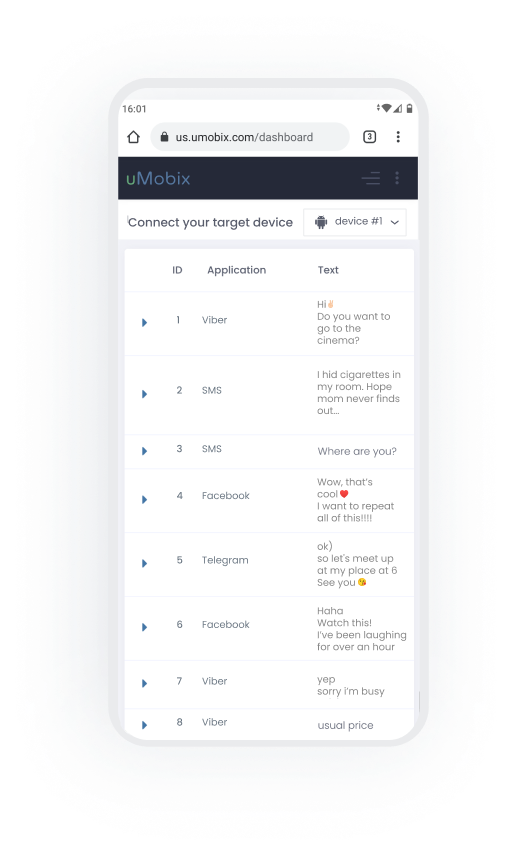 16:01
us.umobix.com/dashboard
3
uMobix
Connect your target device
device #1
ID Application Text
1 Viber Hi✌🏻
Do you want to
go to the
cinema?
2 SMS I hid cigarettes in
my room. Hope
mom never finds
out...
3 SMS Where are you?
4 Facebook Wow, that's
cool❤️
I want to repeat
all of this!!!!
5 Telegram ok)
so let's meet up
at my place at 6
See you😘
6 Facebook Haha
Watch this!
i've been laughing
for over an hour
7 Viber yep
sorry i'm busy
8 Viber usual price